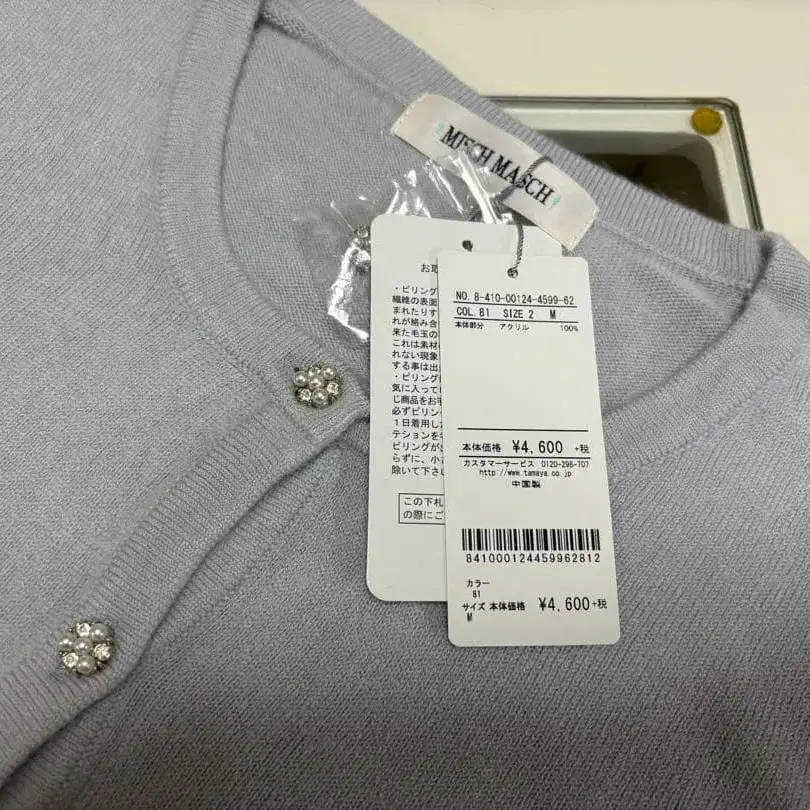 MISCH MASCH
お取
・ピリング
繊維の表面
まれたりす
れが絡み合
来た毛玉の
これは素材
れない現象
する事は出
・ピリング
気に入って
じ商品をお
必ずピリン
1日着用し
テションを
ピリングが
らずに、小
除いて下さ
この下札
の際にご
NO. 8-410-00124-4599-62
COL. 81 SIZE 2 M
本体部分 アクリル 100%
本体価格 ¥4,600 +税
カスタマーサービス 0120-298-707
http://www.tamaya.co.jp
中国製
841000124459962812
カラー
81
サイズ 本体価格 ¥4,600+税
M